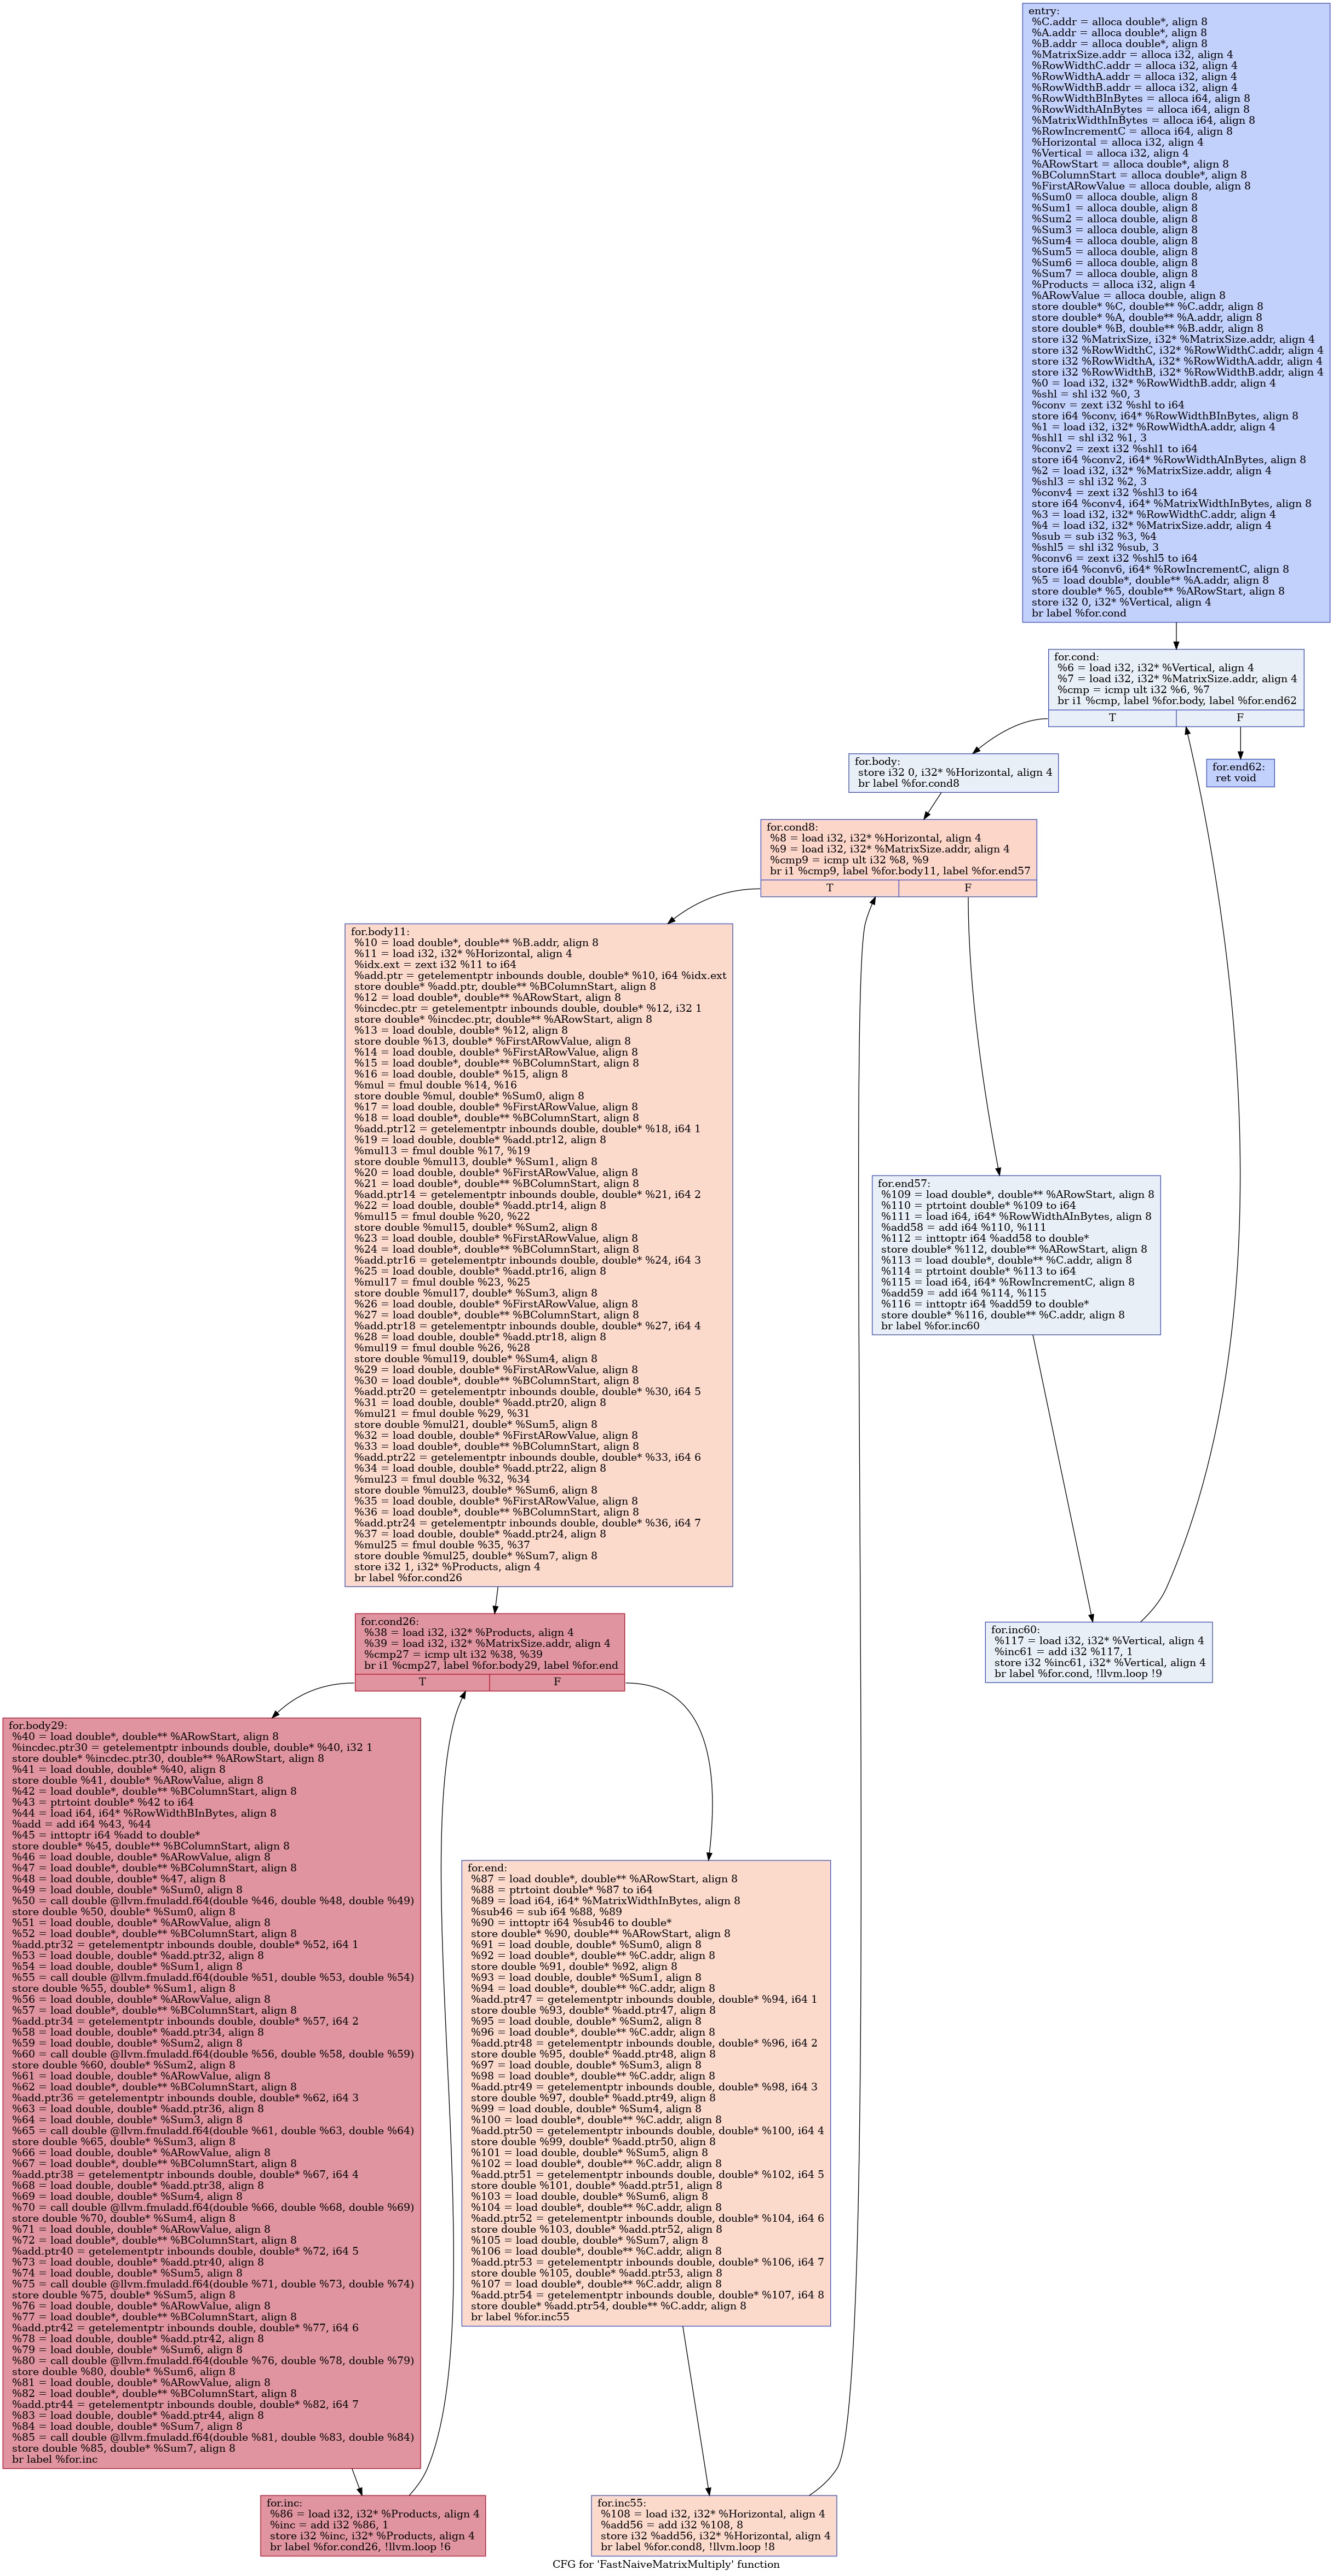 entry:
%C.addr = alloca double*, align 8
%A.addr = alloca double*, align 8
%B.addr = alloca double*, align 8
%MatrixSize.addr = alloca i32, align 4
%RowWidthC.addr = alloca i32, align 4
%RowWidthA.addr = alloca i32, align 4
%RowWidthB.addr = alloca i32, align 4
%RowWidthBInBytes = alloca i64, align 8
%RowWidthAInBytes = alloca i64, align 8
%MatrixWidthInBytes = alloca i64, align 8
%RowIncrementC = alloca i64, align 8
%Horizontal = alloca i32, align 4
%Vertical = alloca i32, align 4
%ARowStart = alloca double*, align 8
%BColumnStart = alloca double*, align 8
%FirstARowValue = alloca double, align 8
%Sum0 = alloca double, align 8
%Sum1 = alloca double, align 8
%Sum2 = alloca double, align 8
%Sum3 = alloca double, align 8
%Sum4 = alloca double, align 8
%Sum5 = alloca double, align 8
%Sum6 = alloca double, align 8
%Sum7 = alloca double, align 8
%Products = alloca i32, align 4
%ARowValue = alloca double, align 8
store double* %C, double** %C.addr, align 8
store double* %A, double** %A.addr, align 8
store double* %B, double** %B.addr, align 8
store i32 %MatrixSize, i32* %MatrixSize.addr, align 4
store i32 %RowWidthC, i32* %RowWidthC.addr, align 4
store i32 %RowWidthA, i32* %RowWidthA.addr, align 4
store i32 %RowWidthB, i32* %RowWidthB.addr, align 4
%0 = load i32, i32* %RowWidthB.addr, align 4
%shl = shl i32 %0, 3
%conv = zext i32 %shl to i64
store i64 %conv, i64* %RowWidthBInBytes, align 8
%1 = load i32, i32* %RowWidthA.addr, align 4
%shl1 = shl i32 %1, 3
%conv2 = zext i32 %shl1 to i64
store i64 %conv2, i64* %RowWidthAInBytes, align 8
%2 = load i32, i32* %MatrixSize.addr, align 4
%shl3 = shl i32 %2, 3
%conv4 = zext i32 %shl3 to i64
store i64 %conv4, i64* %MatrixWidthInBytes, align 8
%3 = load i32, i32* %RowWidthC.addr, align 4
%4 = load i32, i32* %MatrixSize.addr, align 4
%sub = sub i32 %3, %4
%shl5 = shl i32 %sub, 3
%conv6 = zext i32 %shl5 to i64
store i64 %conv6, i64* %RowIncrementC, align 8
%5 = load double*, double** %A.addr, align 8
store double* %5, double** %ARowStart, align 8
store i32 0, i32* %Vertical, align 4
br label %for.cond
for.cond:
%6 = load i32, i32* %Vertical, align 4
%7 = load i32, i32* %MatrixSize.addr, align 4
%cmp = icmp ult i32 %6, %7
br i1 %cmp, label %for.body, label %for.end62
T F
for.body:
store i32 0, i32* %Horizontal, align 4
br label %for.cond8
for.end62:
ret void
for.cond8:
%8 = load i32, i32* %Horizontal, align 4
%9 = load i32, i32* %MatrixSize.addr, align 4
%cmp9 = icmp ult i32 %8, %9
br i1 %cmp9, label %for.body11, label %for.end57
T F
for.body11:
%10 = load double*, double** %B.addr, align 8
%11 = load i32, i32* %Horizontal, align 4
%idx.ext = zext i32 %11 to i64
%add.ptr = getelementptr inbounds double, double* %10, i64 %idx.ext
store double* %add.ptr, double** %BColumnStart, align 8
%12 = load double*, double** %ARowStart, align 8
%incdec.ptr = getelementptr inbounds double, double* %12, i32 1
store double* %incdec.ptr, double** %ARowStart, align 8
%13 = load double, double* %12, align 8
store double %13, double* %FirstARowValue, align 8
%14 = load double, double* %FirstARowValue, align 8
%15 = load double*, double** %BColumnStart, align 8
%16 = load double, double* %15, align 8
%mul = fmul double %14, %16
store double %mul, double* %Sum0, align 8
%17 = load double, double* %FirstARowValue, align 8
%18 = load double*, double** %BColumnStart, align 8
%add.ptr12 = getelementptr inbounds double, double* %18, i64 1
%19 = load double, double* %add.ptr12, align 8
%mul13 = fmul double %17, %19
store double %mul13, double* %Sum1, align 8
%20 = load double, double* %FirstARowValue, align 8
%21 = load double*, double** %BColumnStart, align 8
%add.ptr14 = getelementptr inbounds double, double* %21, i64 2
%22 = load double, double* %add.ptr14, align 8
%mul15 = fmul double %20, %22
store double %mul15, double* %Sum2, align 8
%23 = load double, double* %FirstARowValue, align 8
%24 = load double*, double** %BColumnStart, align 8
%add.ptr16 = getelementptr inbounds double, double* %24, i64 3
%25 = load double, double* %add.ptr16, align 8
%mul17 = fmul double %23, %25
store double %mul17, double* %Sum3, align 8
%26 = load double, double* %FirstARowValue, align 8
%27 = load double*, double** %BColumnStart, align 8
%add.ptr18 = getelementptr inbounds double, double* %27, i64 4
%28 = load double, double* %add.ptr18, align 8
%mul19 = fmul double %26, %28
store double %mul19, double* %Sum4, align 8
%29 = load double, double* %FirstARowValue, align 8
%30 = load double*, double** %BColumnStart, align 8
%add.ptr20 = getelementptr inbounds double, double* %30, i64 5
%31 = load double, double* %add.ptr20, align 8
%mul21 = fmul double %29, %31
store double %mul21, double* %Sum5, align 8
%32 = load double, double* %FirstARowValue, align 8
%33 = load double*, double** %BColumnStart, align 8
%add.ptr22 = getelementptr inbounds double, double* %33, i64 6
%34 = load double, double* %add.ptr22, align 8
%mul23 = fmul double %32, %34
store double %mul23, double* %Sum6, align 8
%35 = load double, double* %FirstARowValue, align 8
%36 = load double*, double** %BColumnStart, align 8
%add.ptr24 = getelementptr inbounds double, double* %36, i64 7
%37 = load double, double* %add.ptr24, align 8
%mul25 = fmul double %35, %37
store double %mul25, double* %Sum7, align 8
store i32 1, i32* %Products, align 4
br label %for.cond26
for.end57:
%109 = load double*, double** %ARowStart, align 8
%110 = ptrtoint double* %109 to i64
%111 = load i64, i64* %RowWidthAInBytes, align 8
%add58 = add i64 %110, %111
%112 = inttoptr i64 %add58 to double*
store double* %112, double** %ARowStart, align 8
%113 = load double*, double** %C.addr, align 8
%114 = ptrtoint double* %113 to i64
%115 = load i64, i64* %RowIncrementC, align 8
%add59 = add i64 %114, %115
%116 = inttoptr i64 %add59 to double*
store double* %116, double** %C.addr, align 8
br label %for.inc60
for.cond26:
%38 = load i32, i32* %Products, align 4
%39 = load i32, i32* %MatrixSize.addr, align 4
%cmp27 = icmp ult i32 %38, %39
br i1 %cmp27, label %for.body29, label %for.end
T F
for.inc60:
%117 = load i32, i32* %Vertical, align 4
%inc61 = add i32 %117, 1
store i32 %inc61, i32* %Vertical, align 4
br label %for.cond, !llvm.loop !9
for.body29:
%40 = load double*, double** %ARowStart, align 8
%incdec.ptr30 = getelementptr inbounds double, double* %40, i32 1
store double* %incdec.ptr30, double** %ARowStart, align 8
%41 = load double, double* %40, align 8
store double %41, double* %ARowValue, align 8
%42 = load double*, double** %BColumnStart, align 8
%43 = ptrtoint double* %42 to i64
%44 = load i64, i64* %RowWidthBInBytes, align 8
%add = add i64 %43, %44
%45 = inttoptr i64 %add to double*
store double* %45, double** %BColumnStart, align 8
%46 = load double, double* %ARowValue, align 8
%47 = load double*, double** %BColumnStart, align 8
%48 = load double, double* %47, align 8
%49 = load double, double* %Sum0, align 8
%50 = call double @llvm.fmuladd.f64(double %46, double %48, double %49)
store double %50, double* %Sum0, align 8
%51 = load double, double* %ARowValue, align 8
%52 = load double*, double** %BColumnStart, align 8
%add.ptr32 = getelementptr inbounds double, double* %52, i64 1
%53 = load double, double* %add.ptr32, align 8
%54 = load double, double* %Sum1, align 8
%55 = call double @llvm.fmuladd.f64(double %51, double %53, double %54)
store double %55, double* %Sum1, align 8
%56 = load double, double* %ARowValue, align 8
%57 = load double*, double** %BColumnStart, align 8
%add.ptr34 = getelementptr inbounds double, double* %57, i64 2
%58 = load double, double* %add.ptr34, align 8
%59 = load double, double* %Sum2, align 8
%60 = call double @llvm.fmuladd.f64(double %56, double %58, double %59)
store double %60, double* %Sum2, align 8
%61 = load double, double* %ARowValue, align 8
%62 = load double*, double** %BColumnStart, align 8
%add.ptr36 = getelementptr inbounds double, double* %62, i64 3
%63 = load double, double* %add.ptr36, align 8
%64 = load double, double* %Sum3, align 8
%65 = call double @llvm.fmuladd.f64(double %61, double %63, double %64)
store double %65, double* %Sum3, align 8
%66 = load double, double* %ARowValue, align 8
%67 = load double*, double** %BColumnStart, align 8
%add.ptr38 = getelementptr inbounds double, double* %67, i64 4
%68 = load double, double* %add.ptr38, align 8
%69 = load double, double* %Sum4, align 8
%70 = call double @llvm.fmuladd.f64(double %66, double %68, double %69)
store double %70, double* %Sum4, align 8
%71 = load double, double* %ARowValue, align 8
%72 = load double*, double** %BColumnStart, align 8
%add.ptr40 = getelementptr inbounds double, double* %72, i64 5
%73 = load double, double* %add.ptr40, align 8
%74 = load double, double* %Sum5, align 8
%75 = call double @llvm.fmuladd.f64(double %71, double %73, double %74)
store double %75, double* %Sum5, align 8
%76 = load double, double* %ARowValue, align 8
%77 = load double*, double** %BColumnStart, align 8
%add.ptr42 = getelementptr inbounds double, double* %77, i64 6
%78 = load double, double* %add.ptr42, align 8
%79 = load double, double* %Sum6, align 8
%80 = call double @llvm.fmuladd.f64(double %76, double %78, double %79)
store double %80, double* %Sum6, align 8
%81 = load double, double* %ARowValue, align 8
%82 = load double*, double** %BColumnStart, align 8
%add.ptr44 = getelementptr inbounds double, double* %82, i64 7
%83 = load double, double* %add.ptr44, align 8
%84 = load double, double* %Sum7, align 8
%85 = call double @llvm.fmuladd.f64(double %81, double %83, double %84)
store double %85, double* %Sum7, align 8
br label %for.inc
for.end:
%87 = load double*, double** %ARowStart, align 8
%88 = ptrtoint double* %87 to i64
%89 = load i64, i64* %MatrixWidthInBytes, align 8
%sub46 = sub i64 %88, %89
%90 = inttoptr i64 %sub46 to double*
store double* %90, double** %ARowStart, align 8
%91 = load double, double* %Sum0, align 8
%92 = load double*, double** %C.addr, align 8
store double %91, double* %92, align 8
%93 = load double, double* %Sum1, align 8
%94 = load double*, double** %C.addr, align 8
%add.ptr47 = getelementptr inbounds double, double* %94, i64 1
store double %93, double* %add.ptr47, align 8
%95 = load double, double* %Sum2, align 8
%96 = load double*, double** %C.addr, align 8
%add.ptr48 = getelementptr inbounds double, double* %96, i64 2
store double %95, double* %add.ptr48, align 8
%97 = load double, double* %Sum3, align 8
%98 = load double*, double** %C.addr, align 8
%add.ptr49 = getelementptr inbounds double, double* %98, i64 3
store double %97, double* %add.ptr49, align 8
%99 = load double, double* %Sum4, align 8
%100 = load double*, double** %C.addr, align 8
%add.ptr50 = getelementptr inbounds double, double* %100, i64 4
store double %99, double* %add.ptr50, align 8
%101 = load double, double* %Sum5, align 8
%102 = load double*, double** %C.addr, align 8
%add.ptr51 = getelementptr inbounds double, double* %102, i64 5
store double %101, double* %add.ptr51, align 8
%103 = load double, double* %Sum6, align 8
%104 = load double*, double** %C.addr, align 8
%add.ptr52 = getelementptr inbounds double, double* %104, i64 6
store double %103, double* %add.ptr52, align 8
%105 = load double, double* %Sum7, align 8
%106 = load double*, double** %C.addr, align 8
%add.ptr53 = getelementptr inbounds double, double* %106, i64 7
store double %105, double* %add.ptr53, align 8
%107 = load double*, double** %C.addr, align 8
%add.ptr54 = getelementptr inbounds double, double* %107, i64 8
store double* %add.ptr54, double** %C.addr, align 8
br label %for.inc55
for.inc:
%86 = load i32, i32* %Products, align 4
%inc = add i32 %86, 1
store i32 %inc, i32* %Products, align 4
br label %for.cond26, !llvm.loop !6
for.inc55:
%108 = load i32, i32* %Horizontal, align 4
%add56 = add i32 %108, 8
store i32 %add56, i32* %Horizontal, align 4
br label %for.cond8, !llvm.loop !8
CFG for 'FastNaiveMatrixMultiply' function